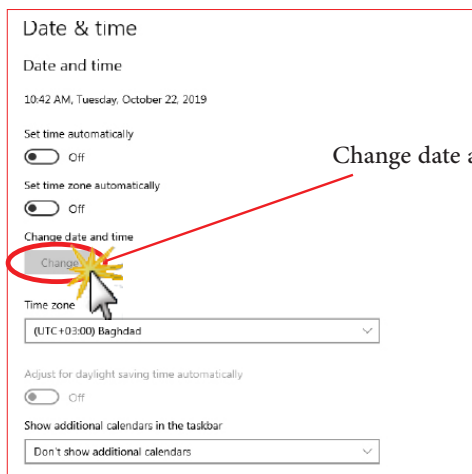 Date & time
Date and time
10:42 AM, Tuesday, October 22, 2019
Set time automatically
Off
Change date a
Set time zone automatically
Off
Change date and time
Change
Time zone
(UTC+03:00) Baghdad
Adjust for daylight saving time automatically
Off
Show additional calendars in the taskbar
Don't show additional calendars